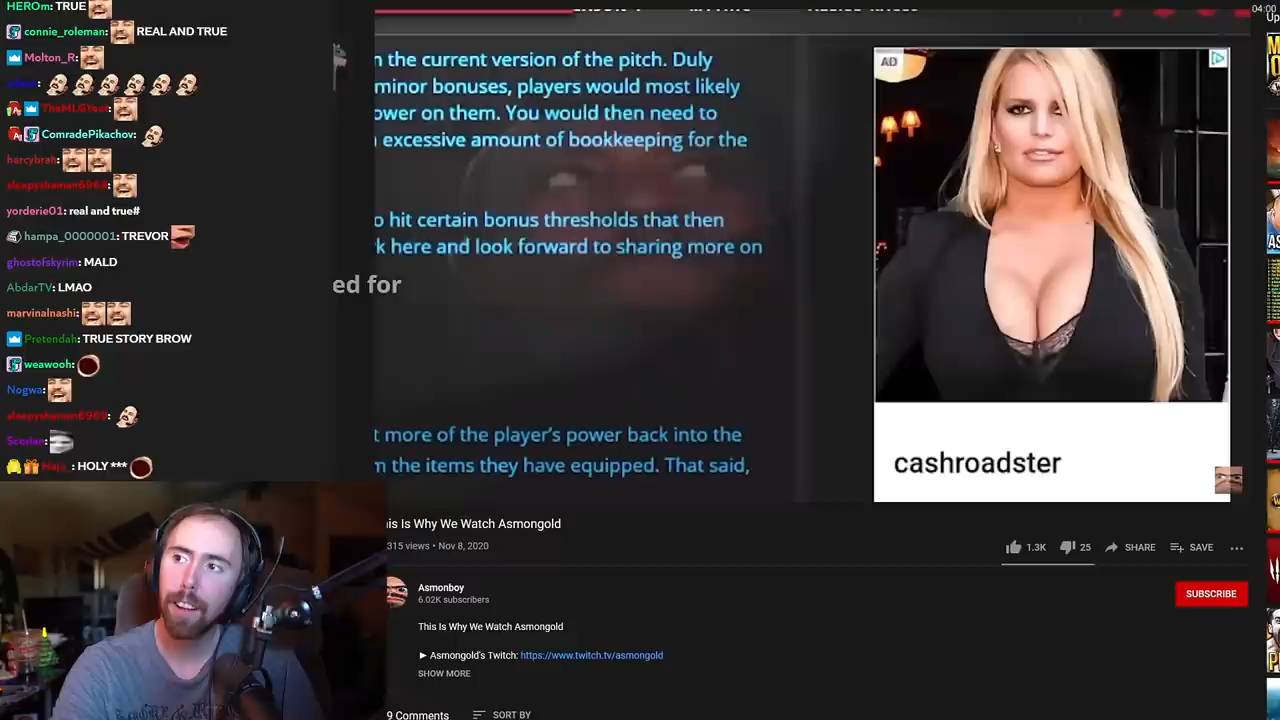 HEROm: TRUE
connie_roleman: REAL AND TRUE
Molton_R:
TheMLGYout:
ComradePikachov:
harcybrah:
sleepyshaman6969:
yorderie01: real and true#
hampa_0000001: TREVOR
ghostofskyrim: MALD
AbdarTV: LMAO
marvinalnashi:
Pretendah: TRUE STORY BROW
weawooh:
Nogwa:
sleepyshaman6969:
Scorian:
: HOLY ***
04:00
n the current version of the pitch. Duly
minor bonuses, players would most likely
ower on them. You would then need to
excessive amount of bookkeeping for the
o hit certain bonus thresholds that then
k here and look forward to sharing more on
ed for
t more of the player's power back into the
m the items they have equipped. That said,
AD
cashroadster
is Is Why We Watch Asmongold
315 views • Nov 8, 2020
1.3K
25
SHARE
SAVE
Asmonboy
6.02K subscribers
SUBSCRIBE
This Is Why We Watch Asmongold
► Asmongold's Twitch: https://www.twitch.tv/asmongold
SHOW MORE
9 Comments
SORT BY
Up